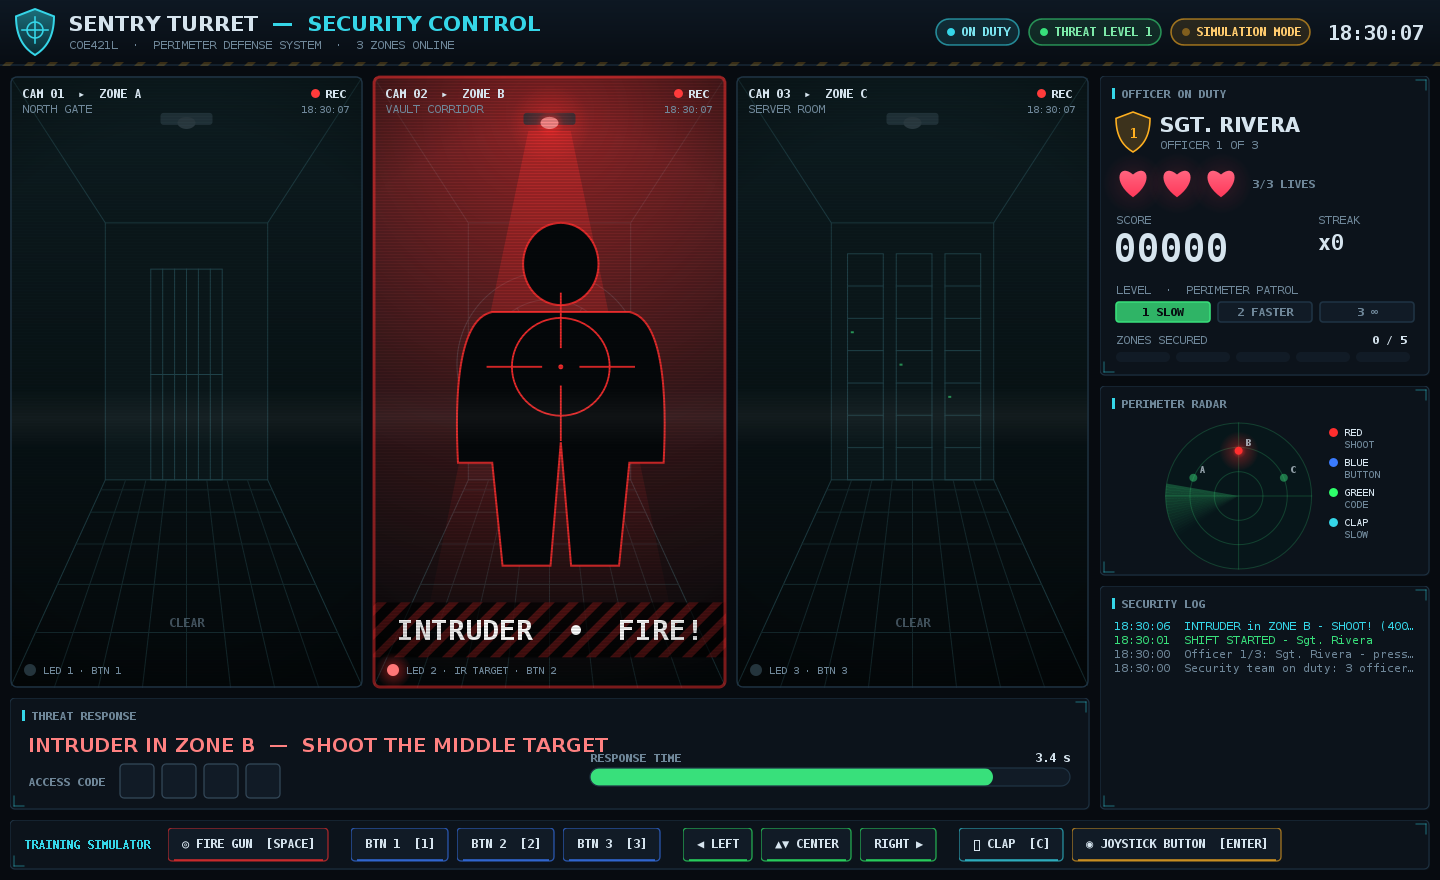 SENTRY TURRET — SECURITY CONTROL
COE421L · PERIMETER DEFENSE SYSTEM · 3 ZONES ONLINE
ON DUTY
THREAT LEVEL 1
SIMULATION MODE
18:30:07
CAM 01 ▸ ZONE A
REC
NORTH GATE
18:30:07
CLEAR
LED 1 · BTN 1
CAM 02 ▸ ZONE B
REC
VAULT CORRIDOR
18:30:07
INTRUDER • FIRE!
LED 2 · IR TARGET · BTN 2
CAM 03 ▸ ZONE C
REC
SERVER ROOM
18:30:07
CLEAR
LED 3 · BTN 3
OFFICER ON DUTY
1
SGT. RIVERA
OFFICER 1 OF 3
3/3 LIVES
SCORE
STREAK
00000
x0
LEVEL · PERIMETER PATROL
1 SLOW
2 FASTER
3 ∞
ZONES SECURED
0 / 5
PERIMETER RADAR
A
B
C
RED
SHOOT
BLUE
BUTTON
GREEN
CODE
CLAP
SLOW
SECURITY LOG
18:30:06 INTRUDER in ZONE B - SHOOT! (400…
18:30:01 SHIFT STARTED - Sgt. Rivera
18:30:00 Officer 1/3: Sgt. Rivera - press…
18:30:00 Security team on duty: 3 officer…
THREAT RESPONSE
INTRUDER IN ZONE B — SHOOT THE MIDDLE TARGET
RESPONSE TIME
3.4 s
ACCESS CODE
TRAINING SIMULATOR
◎ FIRE GUN [SPACE]
BTN 1 [1]
BTN 2 [2]
BTN 3 [3]
◀ LEFT
▲▼ CENTER
RIGHT ▶
CLAP [C]
◉ JOYSTICK BUTTON [ENTER]